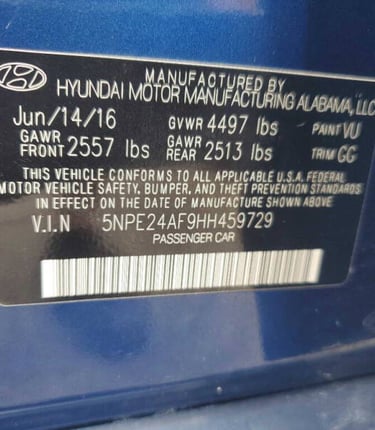 MANUFACTURED BY
HYUNDAI MOTOR MANUFACTURING ALABAMA, LLC
Jun/14/16 GVWR 4497 lbs PAINT VU
GAWR FRONT 2557 lbs GAWR REAR 2513 lbs TRIM GG
THIS VEHICLE CONFORMS TO ALL APPLICABLE U.S.A. FEDERAL
MOTOR VEHICLE SAFETY, BUMPER, AND THEFT PREVENTION STANDARDS
IN EFFECT ON THE DATE OF MANUFACTURE SHOWN ABOVE.
V.I.N 5NPE24AF9HH459729
PASSENGER CAR